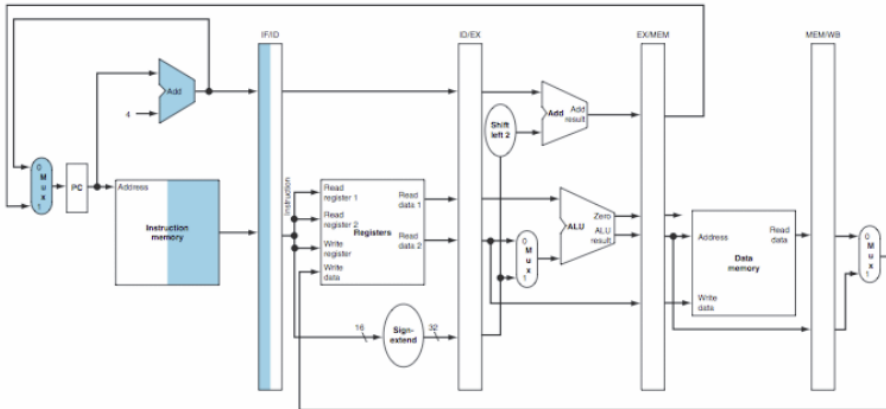 IF/ID
ID/EX
EX/MEM
MEM/WB
Add
4
0
M
u
x
1
PC
Address
Instruction
memory
Instruction
Read
register 1
Read
register 2
Write
register
Write
data
Registers
Read
data 1
Read
data 2
16
Sign-
extend
32
Shift
left 2
Add
Add
result
0
M
u
x
1
ALU
Zero
ALU
result
Address
Write
data
Data
memory
Read
data
0
M
u
x
1